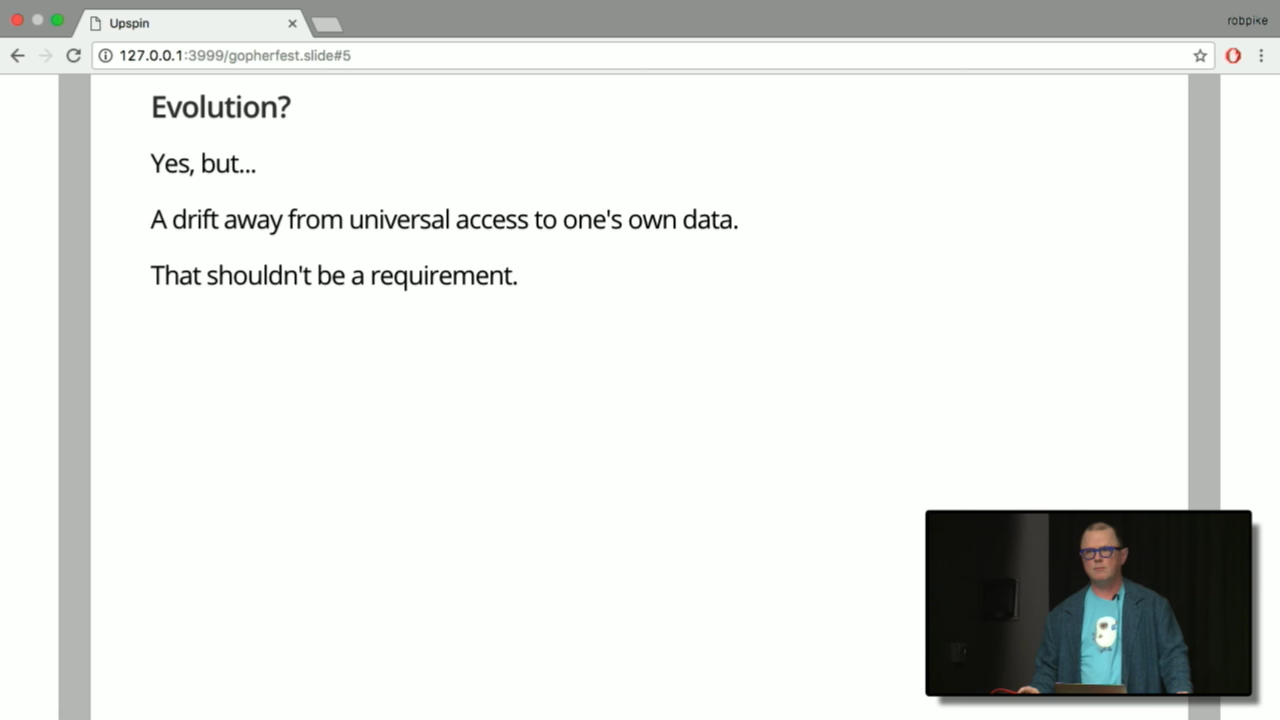 Upspin
robpike
127.0.0.1:3999/gopherfest.slide#5
Evolution?
Yes, but...
A drift away from universal access to one's own data.
That shouldn't be a requirement.